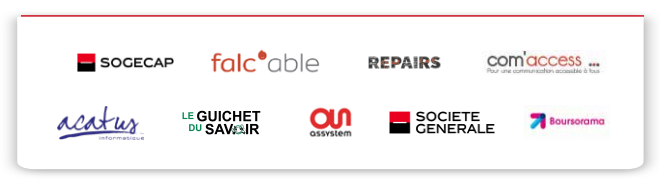 SOGECAP
falc°able
REPAIRS
com'access ...
Pour une communication accessible à tous
acatus
informatique
LE GUICHET
DU SAVOIR
assystem
SOCIETE
GENERALE
Boursorama